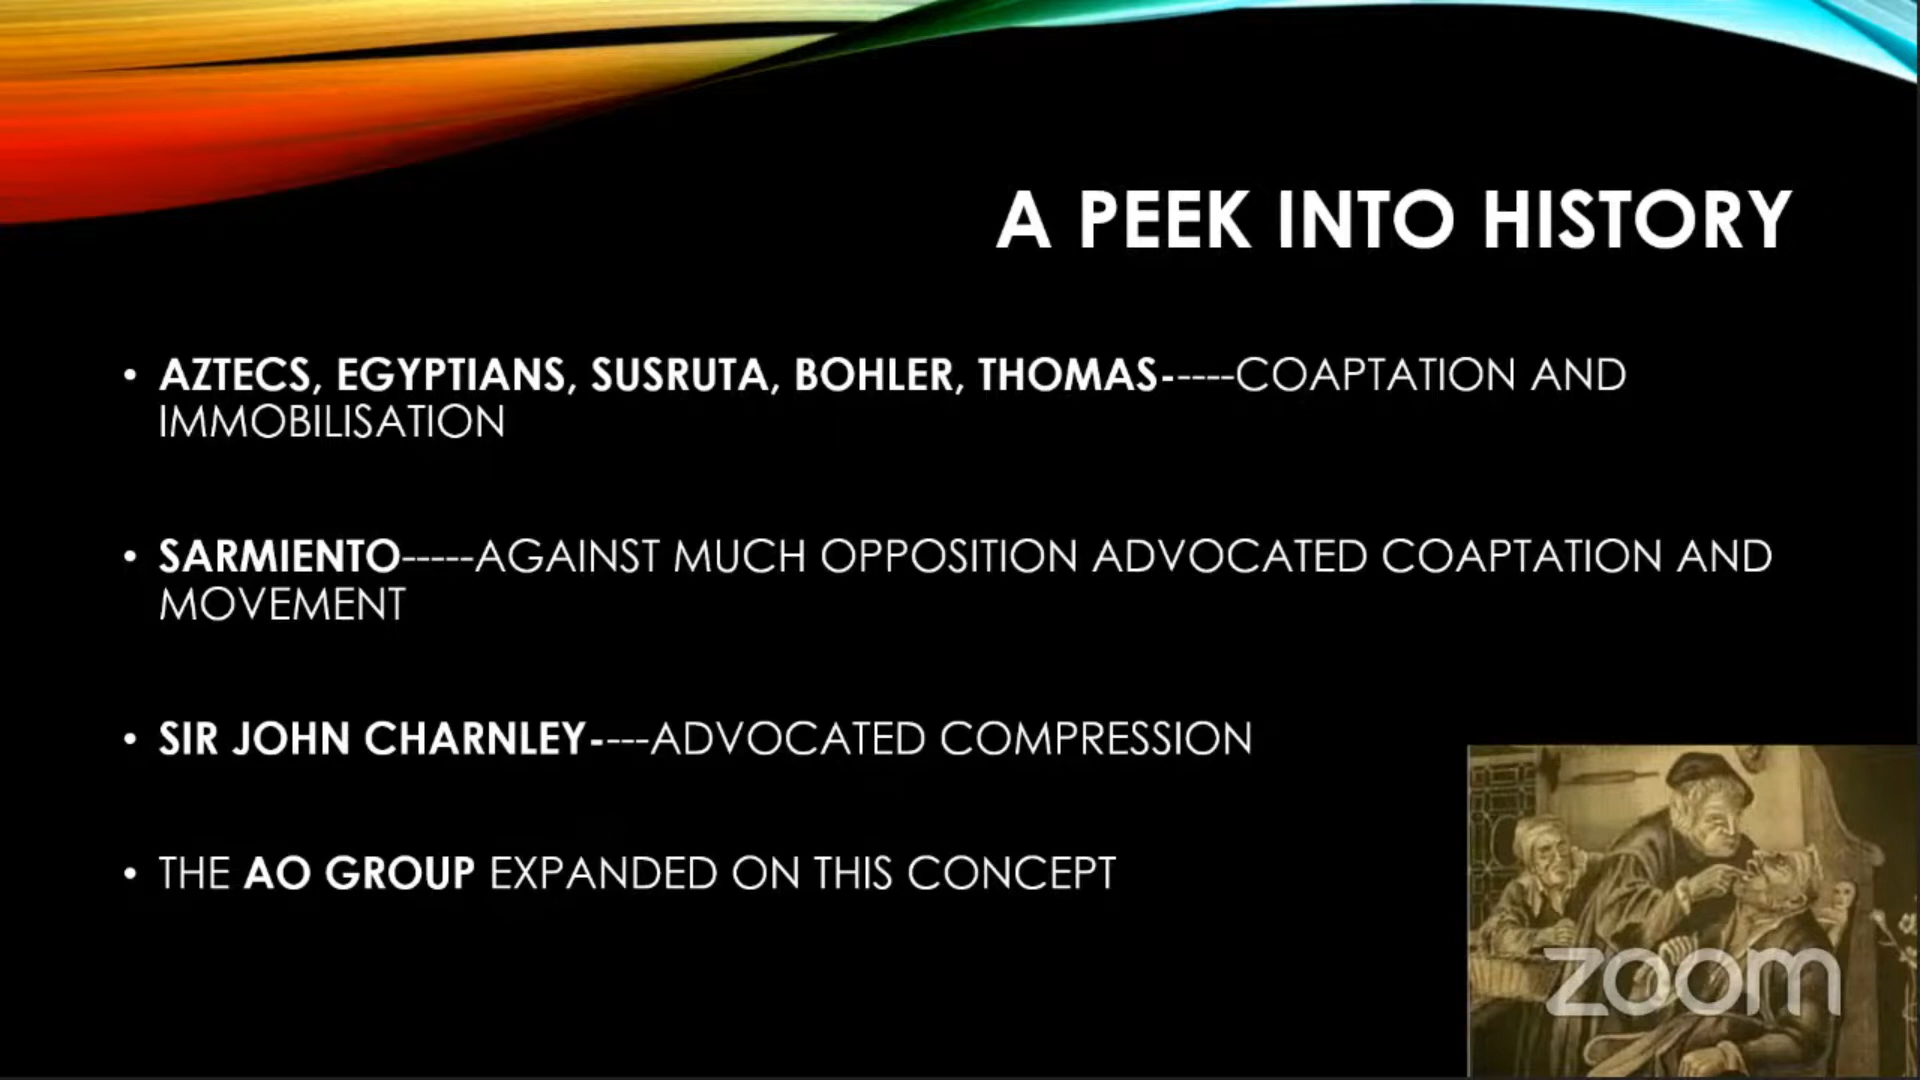 A PEEK INTO HISTORY
• AZTECS, EGYPTIANS, SUSRUTA, BOHLER, THOMAS-----COAPTATION AND
IMMOBILISATION
• SARMIENTO-----AGAINST MUCH OPPOSITION ADVOCATED COAPTATION AND
MOVEMENT
• SIR JOHN CHARNLEY----ADVOCATED COMPRESSION
• THE AO GROUP EXPANDED ON THIS CONCEPT
zoom